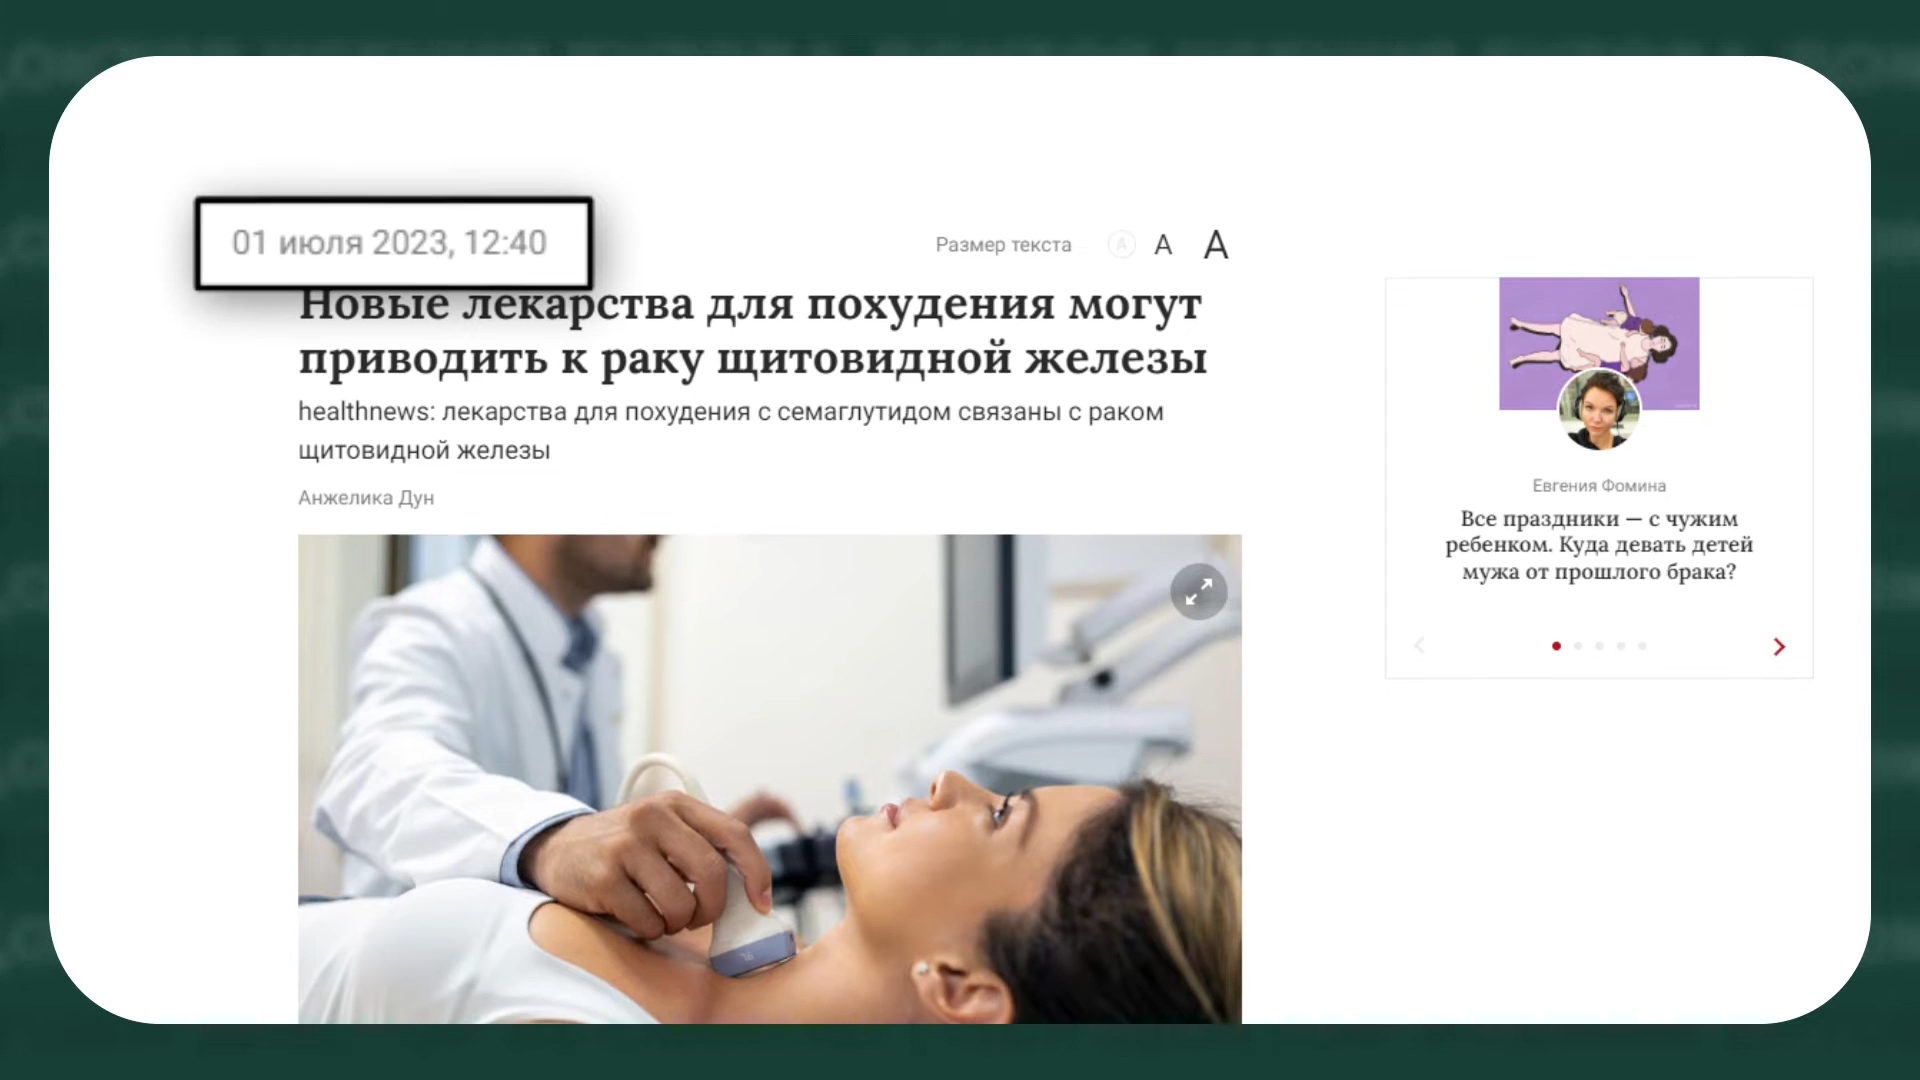 01 июля 2023, 12:40
Размер текста A A A
Новые лекарства для похудения могут
приводить к раку щитовидной железы
healthnews: лекарства для похудения с семаглутидом связаны с раком
щитовидной железы
Анжелика Дун
Евгения Фомина
Все праздники — с чужим
ребенком. Куда девать детей
мужа от прошлого брака?